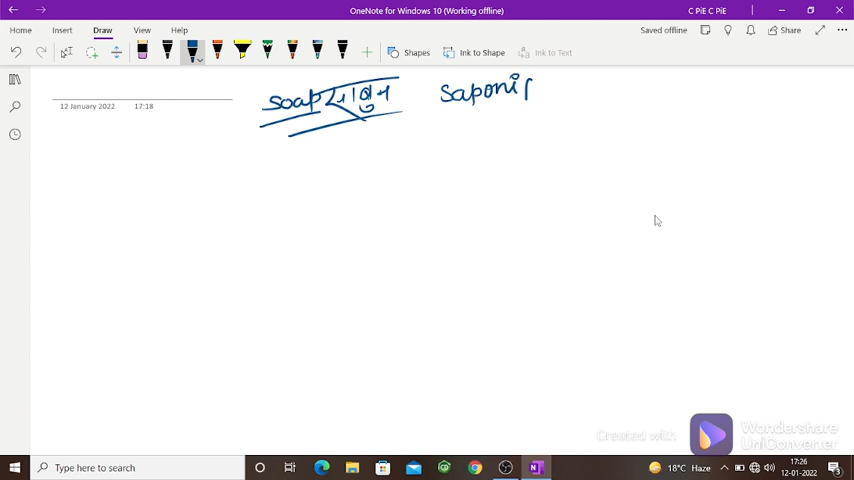 OneNote for Windows 10 (Working offline)
C PiE C PiE
Home Insert Draw View Help
Saved offline
Share
Shapes
Ink to Shape
Ink to Text
soap साबुन saponif
12 January 2022 17:18
Created with Wondershare UniConverter
Type here to search
18°C Haze
17:26
12-01-2022
3